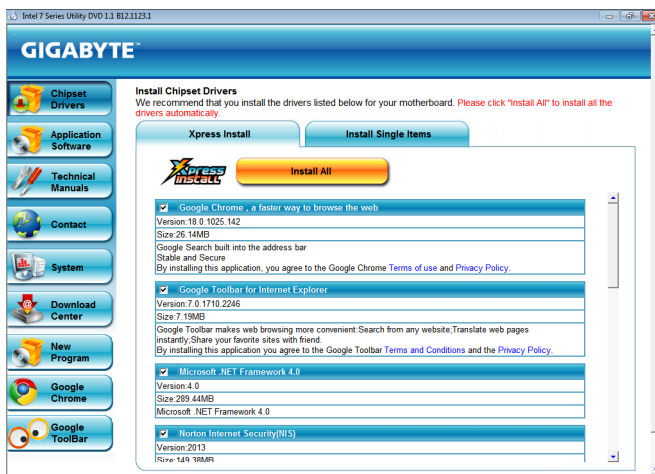 Intel 7 Series Utility DVD 1.1 B12.1123.1
GIGABYTE™
Chipset
Drivers
Application
Software
Technical
Manuals
Contact
System
Download
Center
New
Program
Google
Chrome
Google
ToolBar
Install Chipset Drivers
We recommend that you install the drivers listed below for your motherboard. Please click "Install All" to install all the
drivers automatically.
Xpress Install
Install Single Items
Xpress
INSTALL
Install All
Google Chrome , a faster way to browse the web
Version:18.0.1025.142
Size:26.14MB
Google Search built into the address bar
Stable and Secure
By installing this application, you agree to the Google Chrome Terms of use and Privacy Policy.
Google Toolbar for Internet Explorer
Version:7.0.1710.2246
Size:7.19MB
Google Toolbar makes web browsing more convenient:Search from any website;Translate web pages
instantly;Share your favorite sites with friend.
By installing this application you agree to the Google Toolbar Terms and Conditions and the Privacy Policy.
Microsoft .NET Framework 4.0
Version:4.0
Size:289.44MB
Microsoft .NET Framework 4.0
Norton Internet Security(NIS)
Version:2013
Size:149.38MB